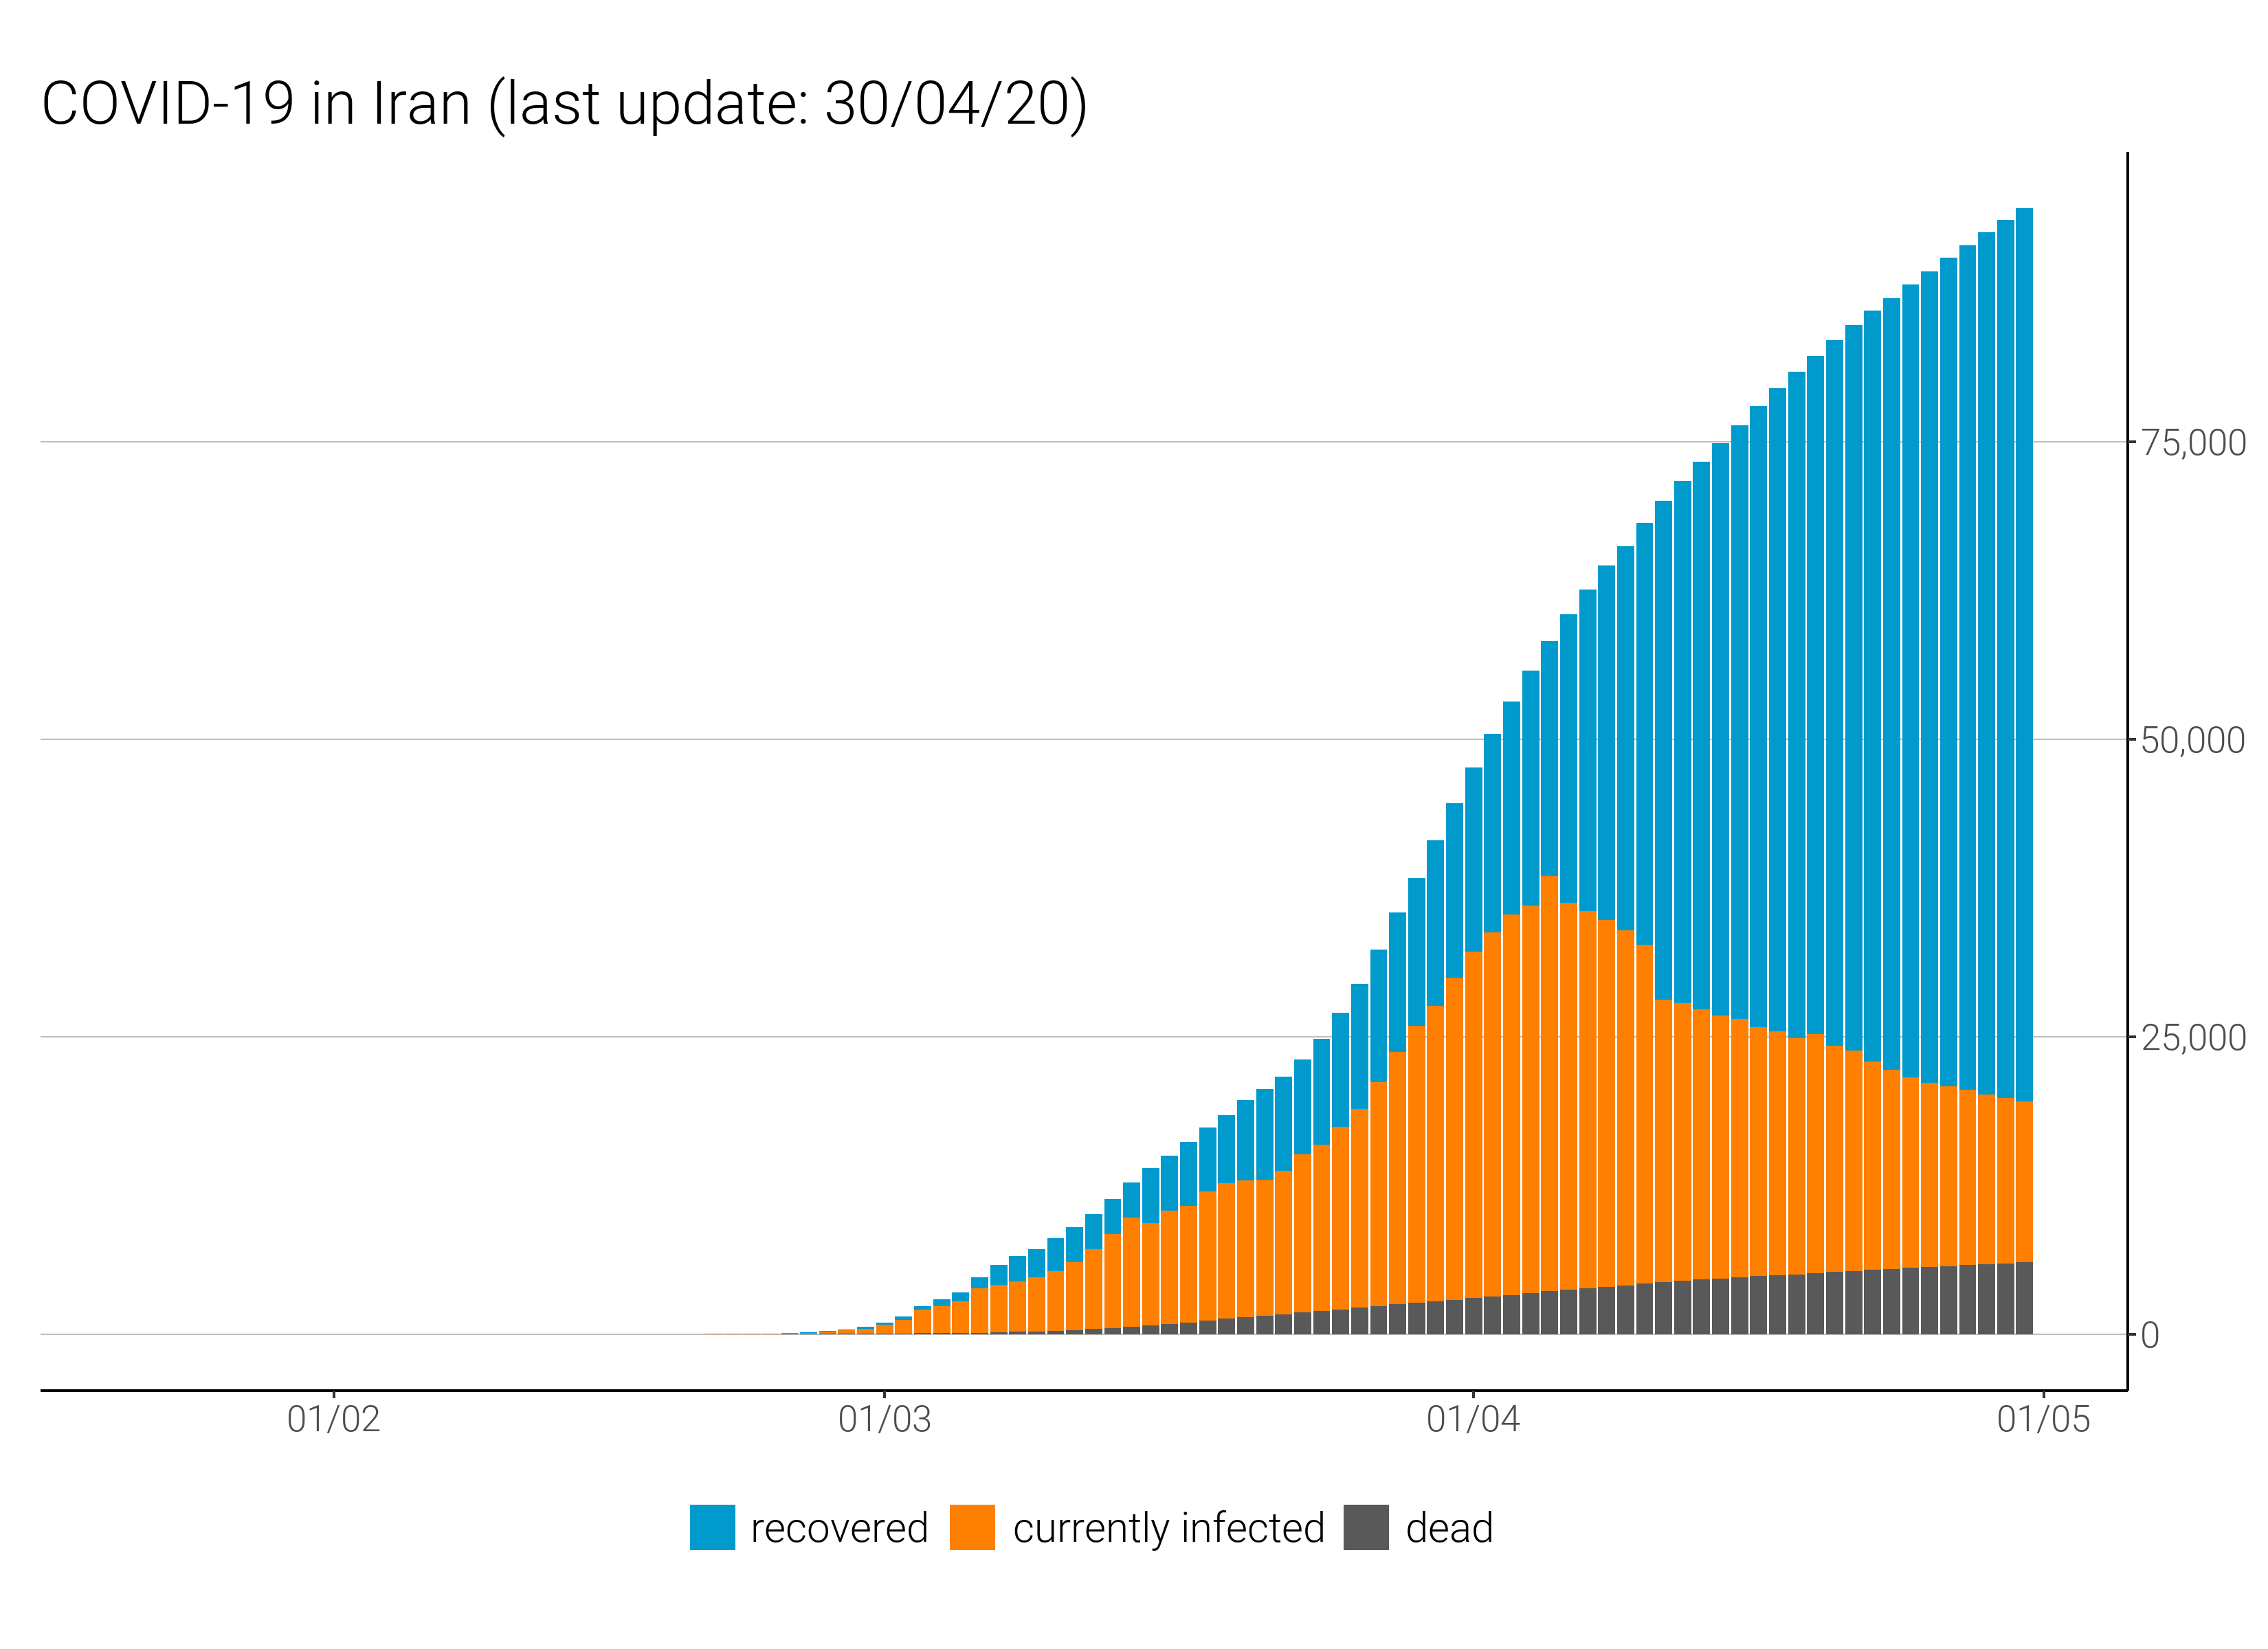 COVID-19 in Iran (last update: 30/04/20)
75,000
50,000
25,000
0
01/02 01/03 01/04 01/05
recovered currently infected dead